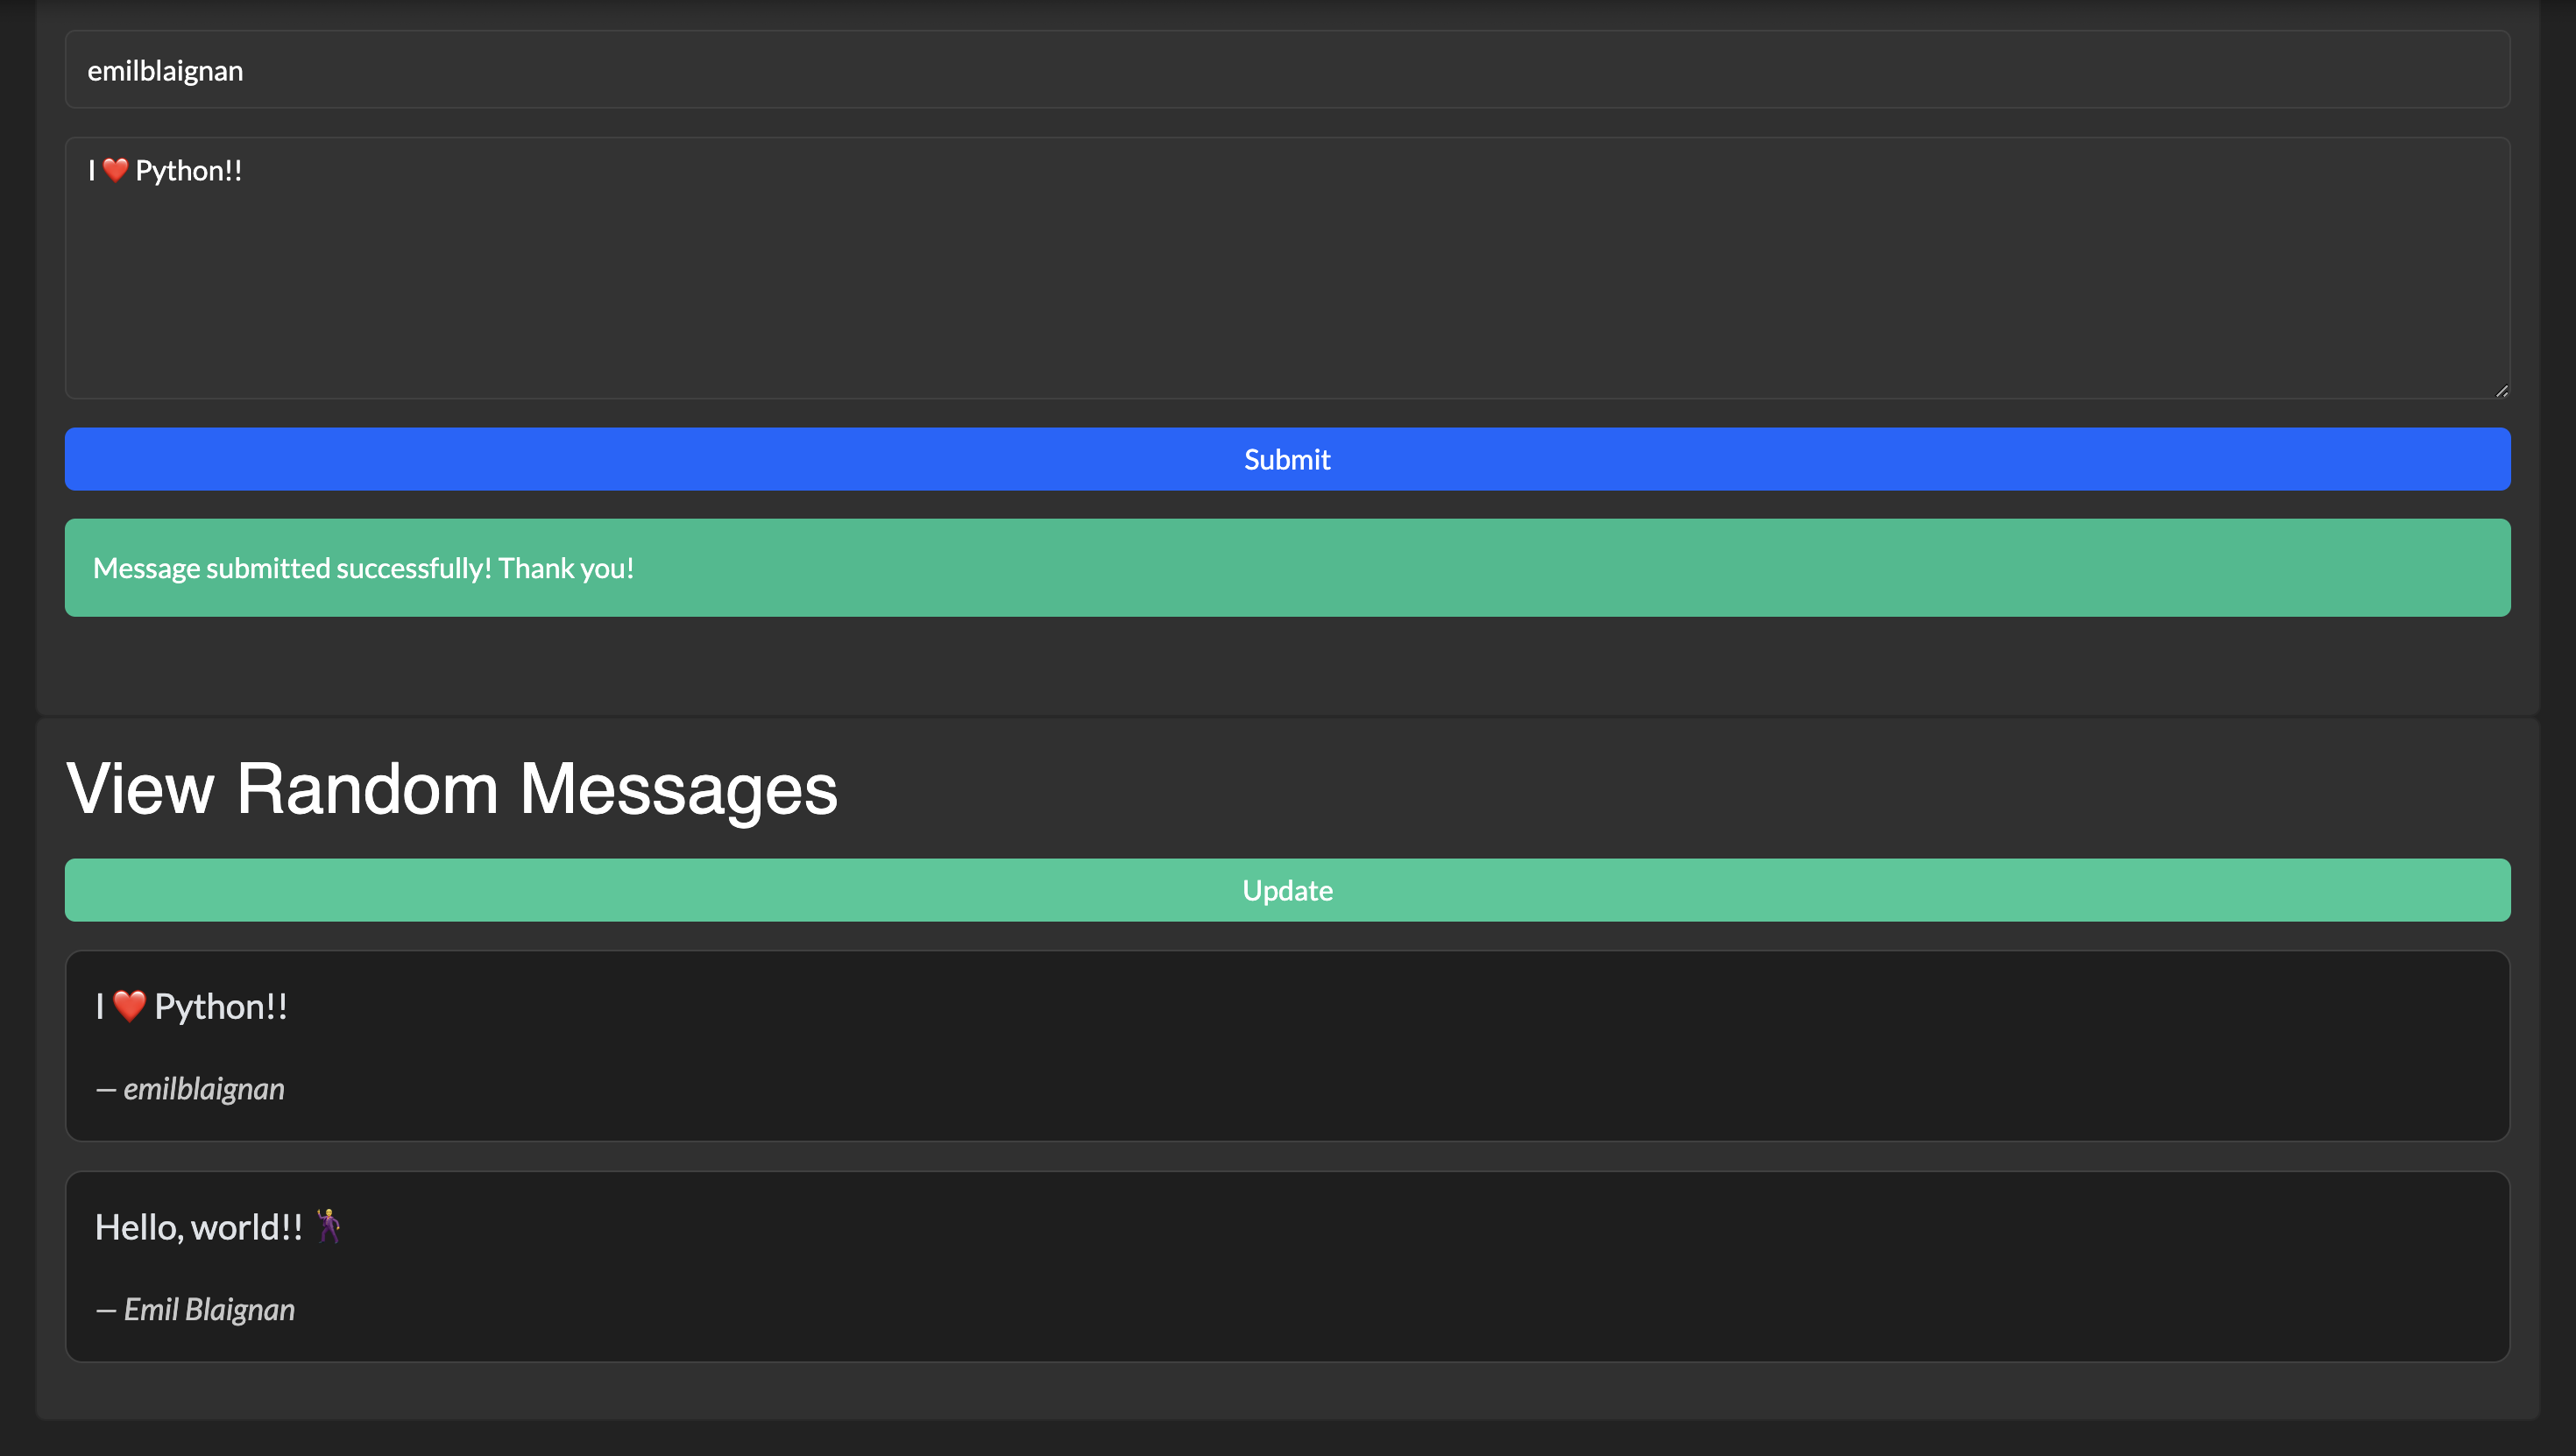 emilblaignan
I ❤️ Python!!
Submit
Message submitted successfully! Thank you!
View Random Messages
Update
I ❤️ Python!!
— emilblaignan
Hello, world!! 🕺
— Emil Blaignan